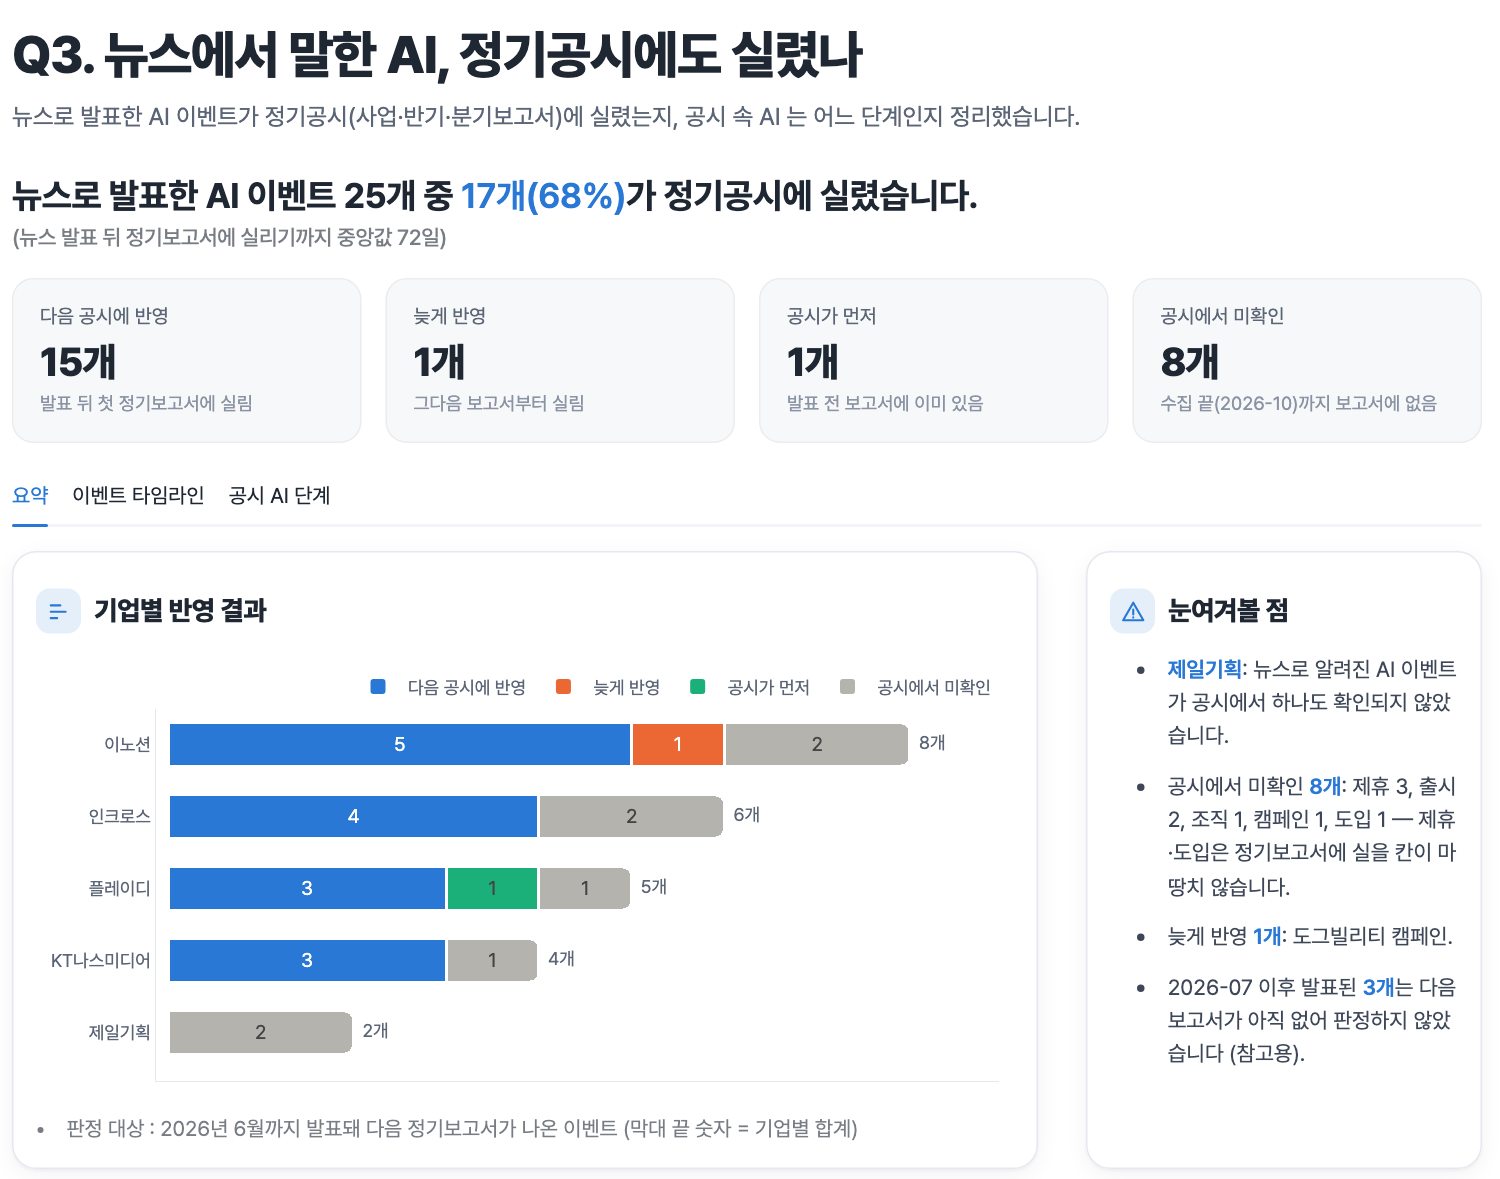 Q3. 뉴스에서 말한 AI, 정기공시에도 실렸나
뉴스로 발표한 AI 이벤트가 정기공시(사업·반기·분기보고서)에 실렸는지, 공시 속 AI 는 어느 단계인지 정리했습니다.
뉴스로 발표한 AI 이벤트 25개 중 17개(68%)가 정기공시에 실렸습니다.
(뉴스 발표 뒤 정기보고서에 실리기까지 중앙값 72일)
다음 공시에 반영
15개
발표 뒤 첫 정기보고서에 실림
늦게 반영
1개
그다음 보고서부터 실림
공시가 먼저
1개
발표 전 보고서에 이미 있음
공시에서 미확인
8개
수집 끝(2026-10)까지 보고서에 없음
요약 이벤트 타임라인 공시 AI 단계
기업별 반영 결과
다음 공시에 반영 늦게 반영 공시가 먼저 공시에서 미확인
이노션 5 1 2 8개
인크로스 4 2 6개
플레이디 3 1 1 5개
KT나스미디어 3 1 4개
제일기획 2 2개
• 판정 대상 : 2026년 6월까지 발표돼 다음 정기보고서가 나온 이벤트 (막대 끝 숫자 = 기업별 합계)
눈여겨볼 점
• 제일기획: 뉴스로 알려진 AI 이벤트
가 공시에서 하나도 확인되지 않았
습니다.
• 공시에서 미확인 8개: 제휴 3, 출시
2, 조직 1, 캠페인 1, 도입 1 — 제휴
·도입은 정기보고서에 실을 칸이 마
땅치 않습니다.
• 늦게 반영 1개: 도그빌리티 캠페인.
• 2026-07 이후 발표된 3개는 다음
보고서가 아직 없어 판정하지 않았
습니다 (참고용).